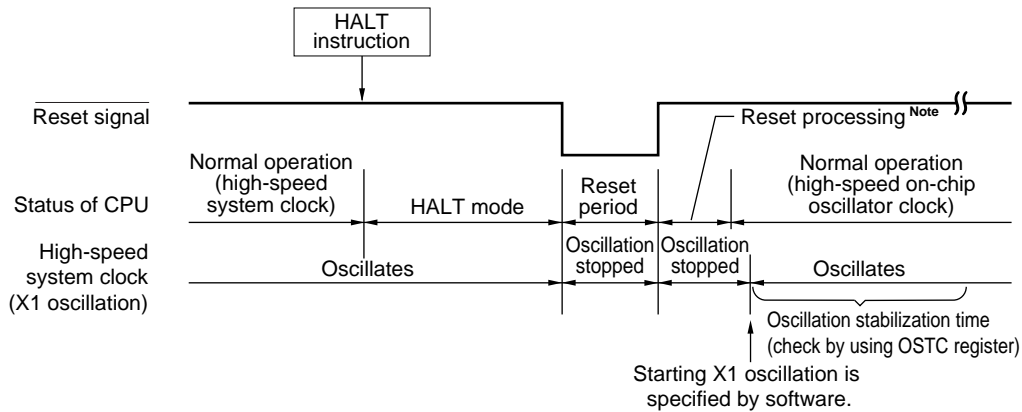 HALT
instruction
Reset signal
Reset processing Note
Status of CPU
Normal operation
(high-speed
system clock)
HALT mode
Reset
period
Normal operation
(high-speed on-chip
oscillator clock)
High-speed
system clock
(X1 oscillation)
Oscillates
Oscillation
stopped
Oscillation
stopped
Oscillates
Oscillation stabilization time
(check by using OSTC register)
Starting X1 oscillation is
specified by software.